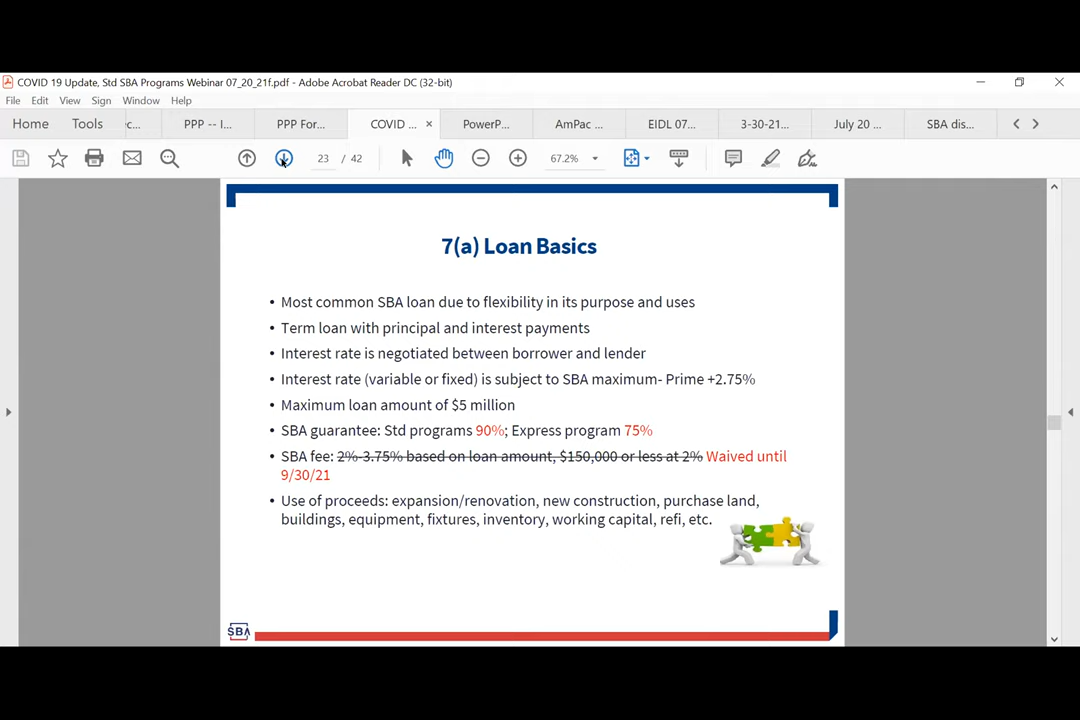 COVID 19 Update, Std SBA Programs Webinar 07_20_21f.pdf - Adobe Acrobat Reader DC (32-bit)
File Edit View Sign Window Help
Home Tools c... PPP -- I... PPP For... COVID ... × PowerP... AmPac ... EIDL 07... 3-30-21... July 20 ... SBA dis...
23 / 42 67.2%
7(a) Loan Basics
• Most common SBA loan due to flexibility in its purpose and uses
• Term loan with principal and interest payments
• Interest rate is negotiated between borrower and lender
• Interest rate (variable or fixed) is subject to SBA maximum- Prime +2.75%
• Maximum loan amount of $5 million
• SBA guarantee: Std programs 90%; Express program 75%
• SBA fee: 2%-3.75% based on loan amount, $150,000 or less at 2% Waived until
9/30/21
• Use of proceeds: expansion/renovation, new construction, purchase land,
buildings, equipment, fixtures, inventory, working capital, refi, etc.
SBA